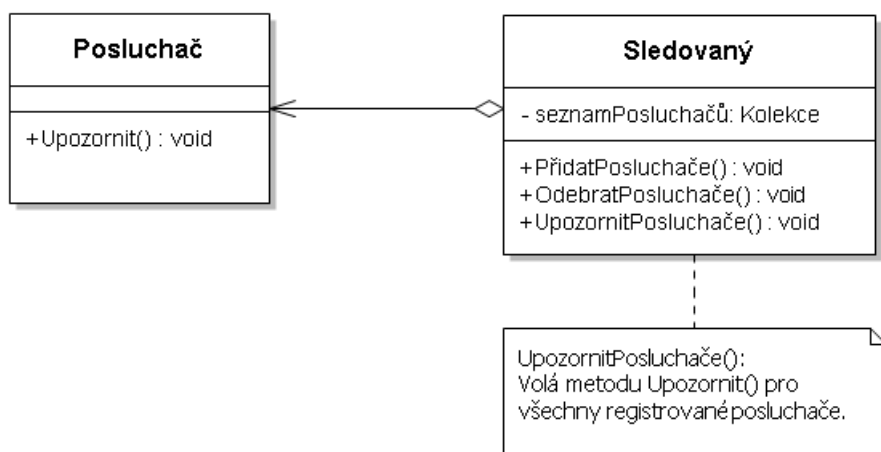 Posluchač
+Upozornit() : void
Sledovaný
- seznamPosluchačů: Kolekce
+PřidatPosluchače() : void
+OdebratPosluchače() : void
+UpozornitPosluchače() : void
UpozornitPosluchače():
Volá metodu Upozornit() pro
všechny registrované posluchače.